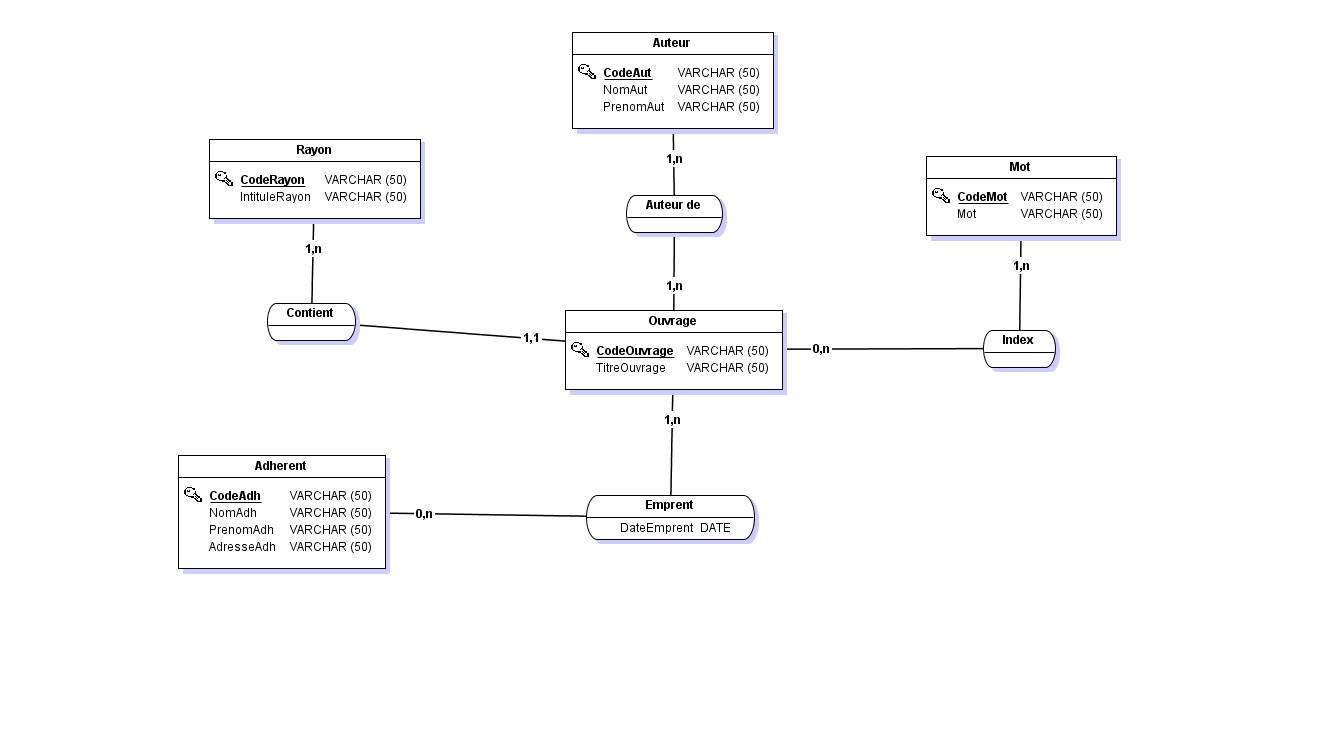 Auteur
CodeAut VARCHAR (50)
NomAut VARCHAR (50)
PrenomAut VARCHAR (50)
1,n
Auteur de
1,n
Rayon
CodeRayon VARCHAR (50)
IntituleRayon VARCHAR (50)
1,n
Contient
1,1
Mot
CodeMot VARCHAR (50)
Mot VARCHAR (50)
1,n
Index
0,n
Ouvrage
CodeOuvrage VARCHAR (50)
TitreOuvrage VARCHAR (50)
1,n
Adherent
CodeAdh VARCHAR (50)
NomAdh VARCHAR (50)
PrenomAdh VARCHAR (50)
AdresseAdh VARCHAR (50)
0,n
Emprent
DateEmprent DATE